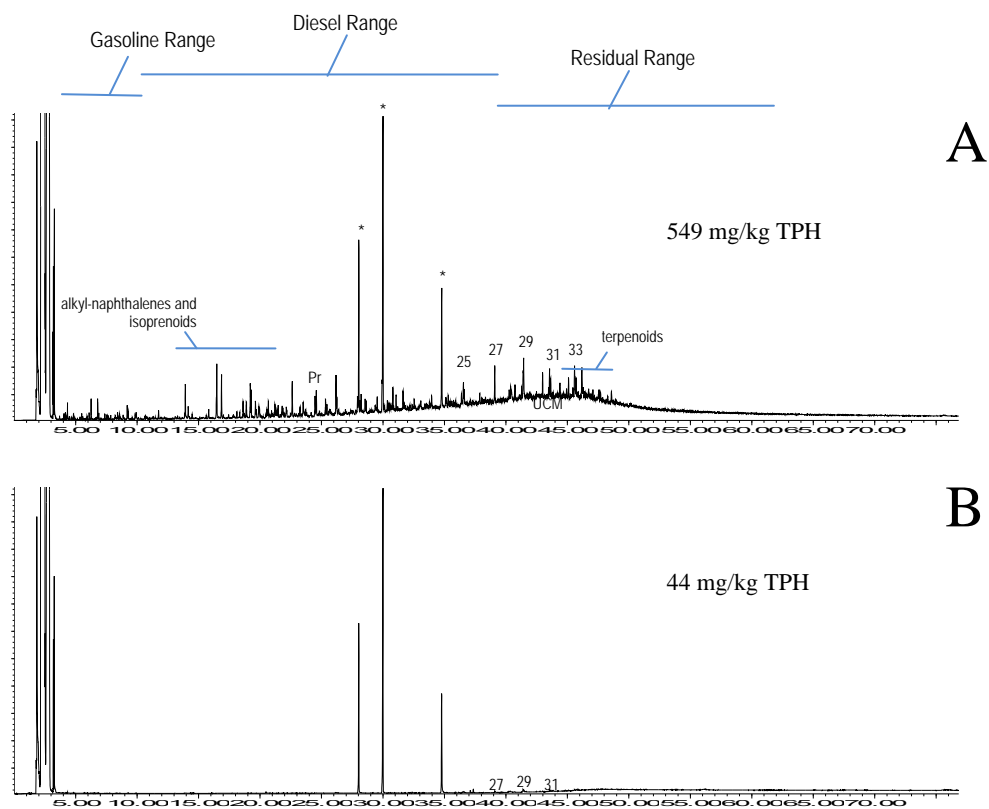 Diesel Range
Gasoline Range
Residual Range
*
A
*
549 mg/kg TPH
*
alkyl-naphthalenes and
isoprenoids
Pr
25
27
29
31
33
terpenoids
UCM
5.00 10.00 15.00 20.00 25.00 30.00 35.00 40.00 45.00 50.00 55.00 60.00 65.00 70.00
B
44 mg/kg TPH
27
29
31
5.00 10.00 15.00 20.00 25.00 30.00 35.00 40.00 45.00 50.00 55.00 60.00 65.00 70.00